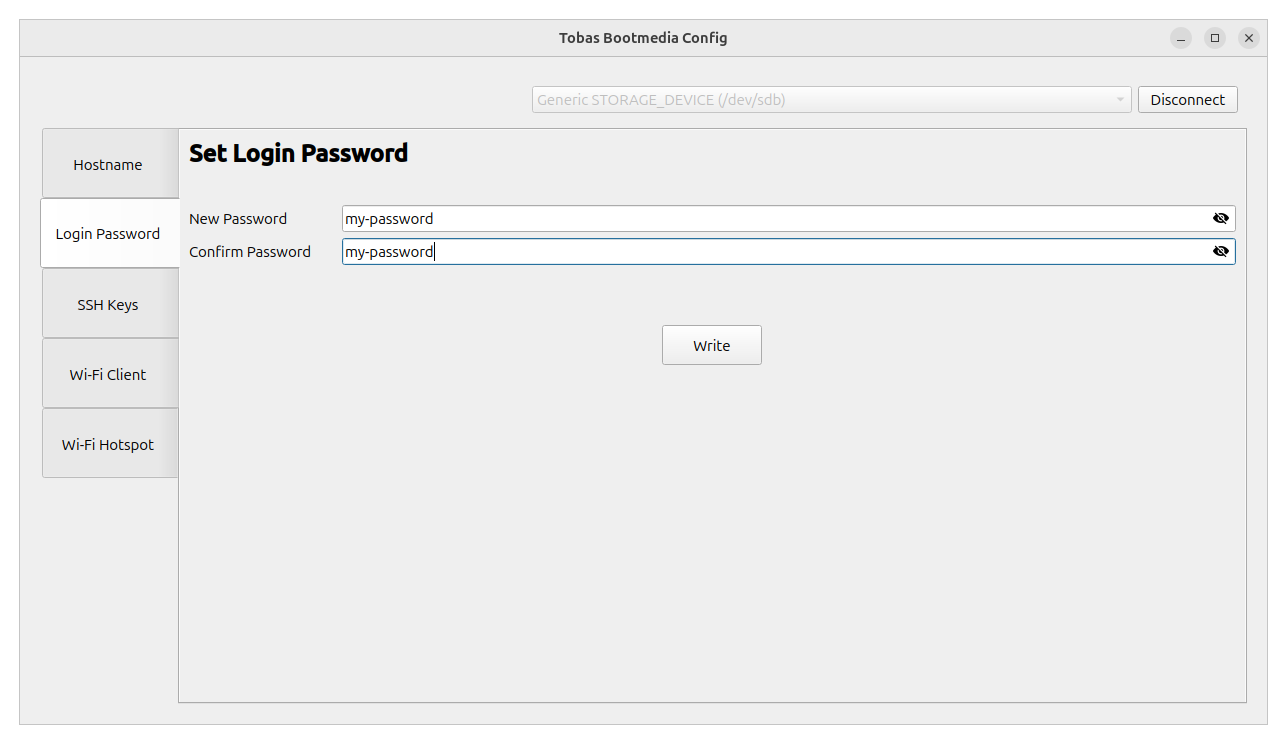 Tobas Bootmedia Config
Generic STORAGE_DEVICE (/dev/sdb)
Disconnect
Hostname
Login Password
SSH Keys
Wi-Fi Client
Wi-Fi Hotspot
Set Login Password
New Password
my-password
Confirm Password
my-password
Write